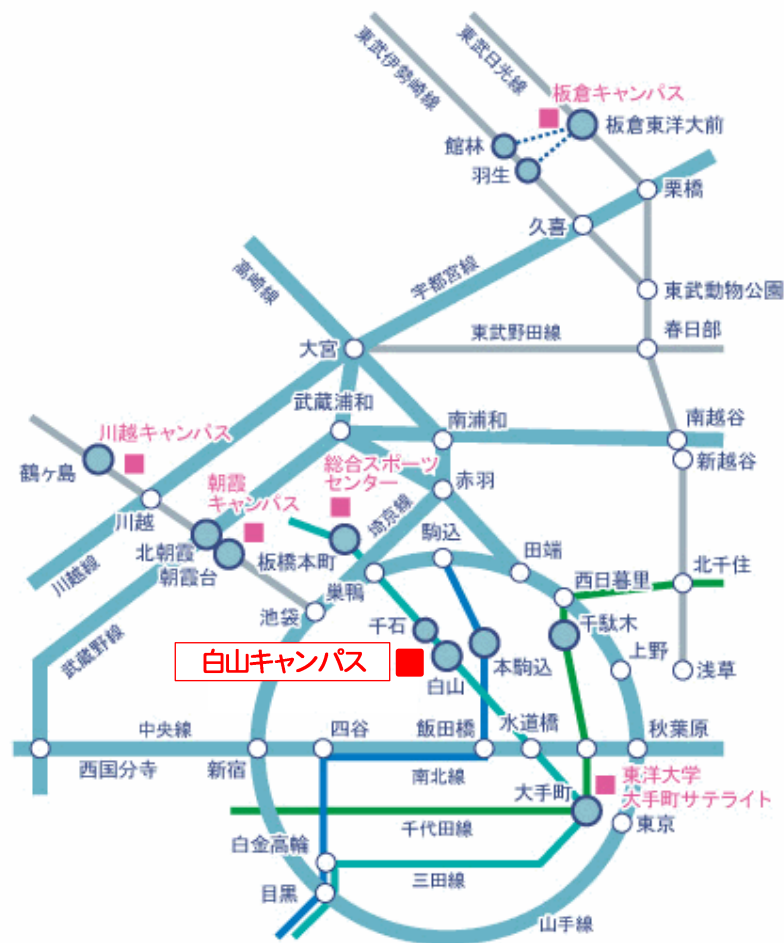 東武日光線
東武伊勢崎線
板倉キャンパス
板倉東洋大前
館林
羽生
栗橋
久喜
高崎線
宇都宮線
東武動物公園
大宮
東武野田線
春日部
武蔵浦和
南浦和
南越谷
川越キャンパス
新越谷
鶴ヶ島
総合スポーツ
センター
朝霞
キャンパス
赤羽
川越
埼京線
駒込
北朝霞
朝霞台
板橋本町
田端
川越線
西日暮里
北千住
巣鴨
池袋
千石
千駄木
武蔵野線
白山キャンパス
白山
本駒込
上野
浅草
中央線
四谷
飯田橋
水道橋
秋葉原
西国分寺
新宿
南北線
東洋大学
大手町サテライト
大手町
千代田線
東京
白金高輪
三田線
目黒
山手線